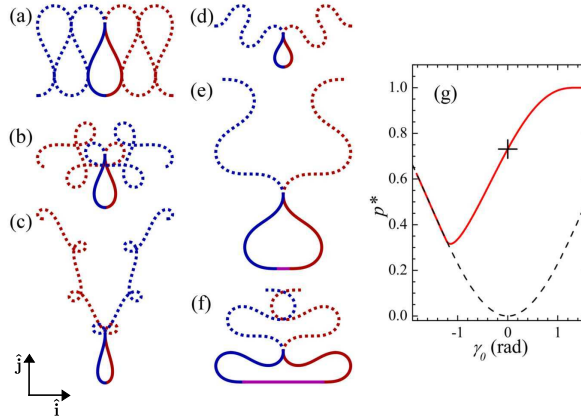 (a)
(b)
(c)
(d)
(e)
(f)
ĵ
î
(g)
p*
1.0
0.8
0.6
0.4
0.2
0.0
-1 0 1
γ₀ (rad)